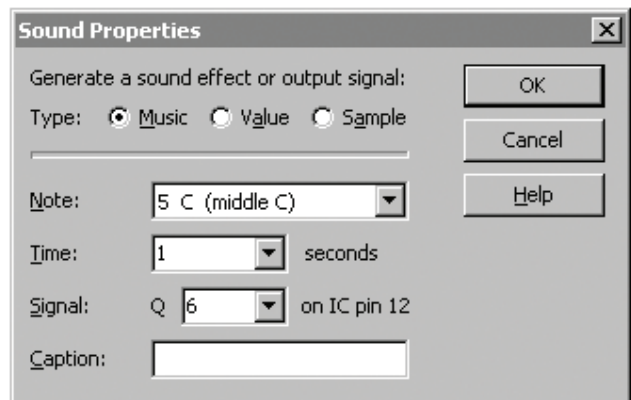 Sound Properties
Generate a sound effect or output signal:
Type: Music Value Sample
OK
Cancel
Help
Note: 5 C (middle C)
Time: 1 seconds
Signal: Q 6 on IC pin 12
Caption: